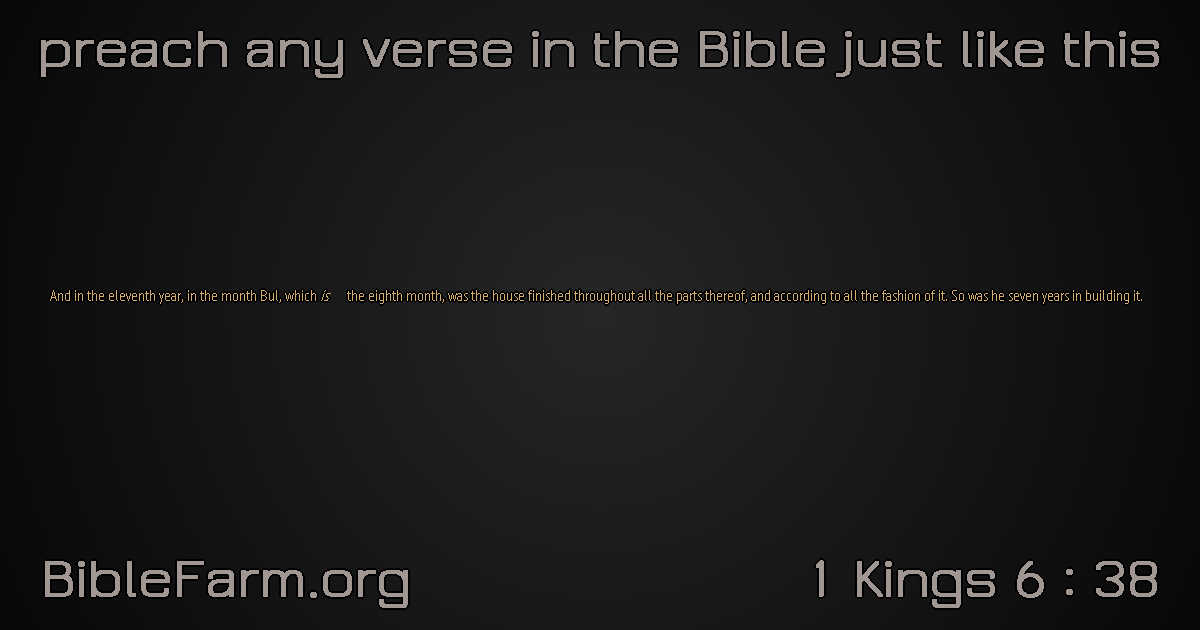 preach any verse in the Bible just like this
And in the eleventh year, in the month Bul, which is the eighth month, was the house finished throughout all the parts thereof, and according to all the fashion of it. So was he seven years in building it.
BibleFarm.org
1 Kings 6 : 38